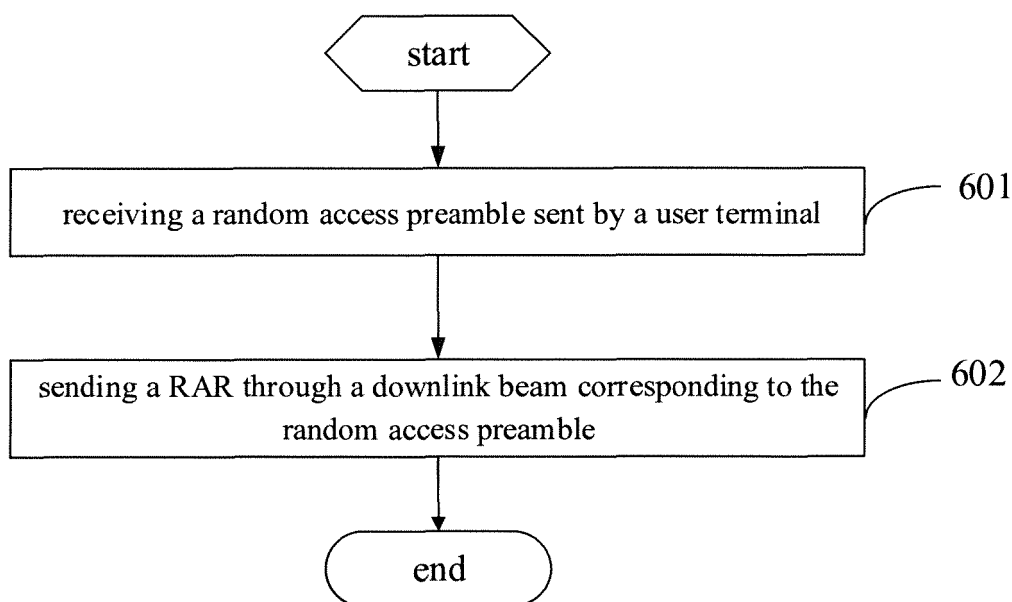 start
receiving a random access preamble sent by a user terminal
601
sending a RAR through a downlink beam corresponding to the
random access preamble
602
end